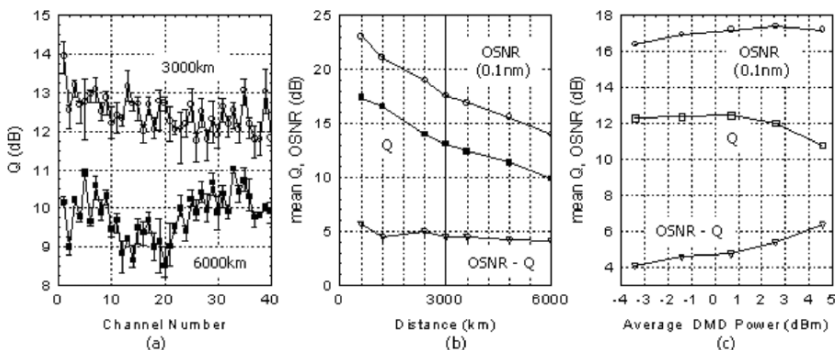 15
14
13
12
11
10
9
8
Q (dB)
3000km
6000km
0
10
20
30
40
Channel Number
(a)
25
20
15
10
5
0
mean Q, OSNR (dB)
OSNR
(0.1nm)
Q
OSNR - Q
0
3000
6000
Distance (km)
(b)
18
16
14
12
10
8
6
4
mean Q, OSNR (dB)
OSNR
(0.1nm)
Q
OSNR - Q
-4
-3
-2
-1
0
1
2
3
4
5
Average DMD Power (dBm)
(c)